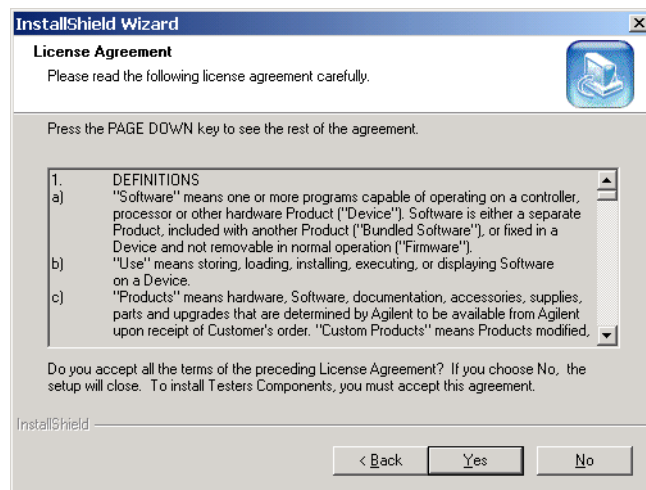 InstallShield Wizard
License Agreement
Please read the following license agreement carefully.
Press the PAGE DOWN key to see the rest of the agreement.
1. DEFINITIONS
a) "Software" means one or more programs capable of operating on a controller,
processor or other hardware Product ("Device"). Software is either a separate
Product, included with another Product ("Bundled Software"), or fixed in a
Device and not removable in normal operation ("Firmware").
b) "Use" means storing, loading, installing, executing, or displaying Software
on a Device.
c) "Products" means hardware, Software, documentation, accessories, supplies,
parts and upgrades that are determined by Agilent to be available from Agilent
upon receipt of Customer's order. "Custom Products" means Products modified,
Do you accept all the terms of the preceding License Agreement? If you choose No, the
setup will close. To install Testers Components, you must accept this agreement.
InstallShield
< Back Yes No